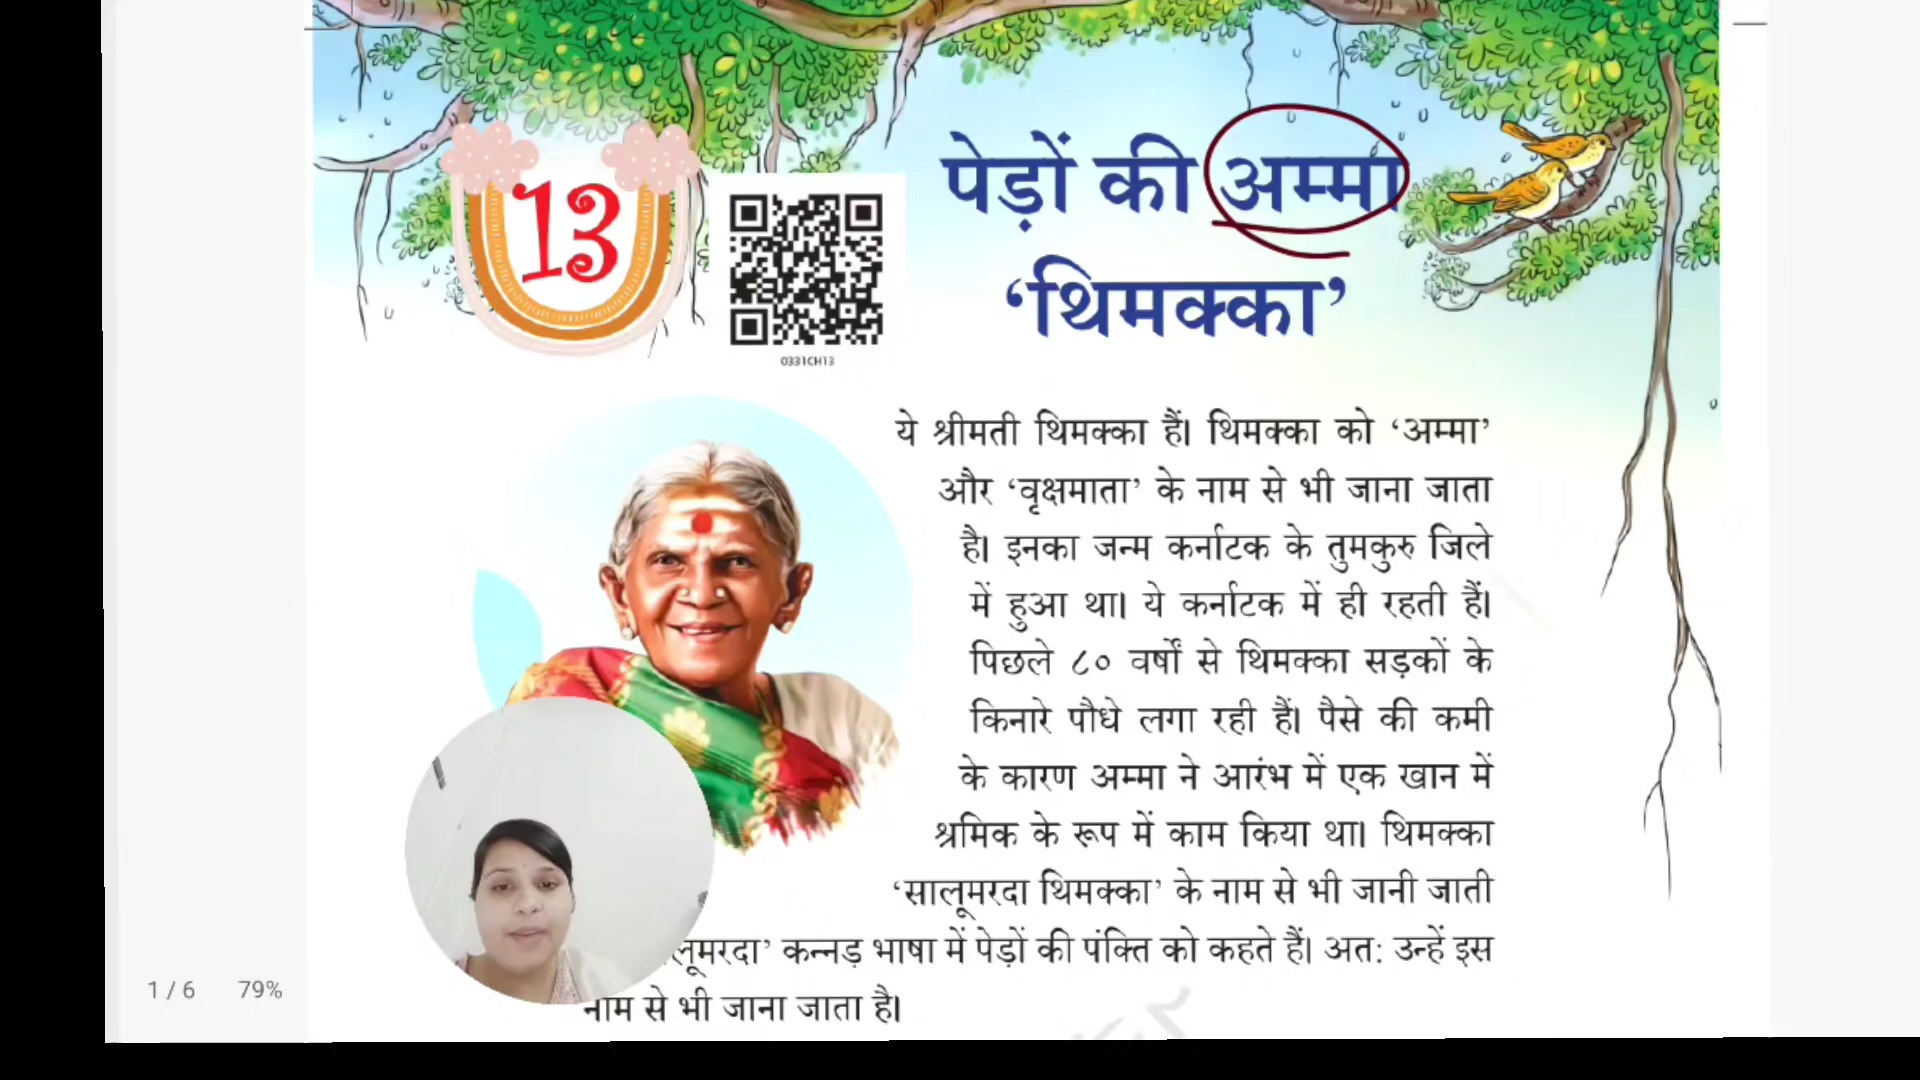 13
0331CH13
पेड़ों की अम्मा
‘थिमक्का’
ये श्रीमती थिमक्का हैं। थिमक्का को ‘अम्मा’
और ‘वृक्षमाता’ के नाम से भी जाना जाता
है। इनका जन्म कर्नाटक के तुमकुरु जिले
में हुआ था। ये कर्नाटक में ही रहती हैं।
पिछले ८० वर्षों से थिमक्का सड़कों के
किनारे पौधे लगा रही हैं। पैसे की कमी
के कारण अम्मा ने आरंभ में एक खान में
श्रमिक के रूप में काम किया था। थिमक्का
‘सालूमरदा थिमक्का’ के नाम से भी जानी जाती
लूमरदा’ कन्नड़ भाषा में पेड़ों की पंक्ति को कहते हैं। अत: उन्हें इस
नाम से भी जाना जाता है।
1 / 6 79%